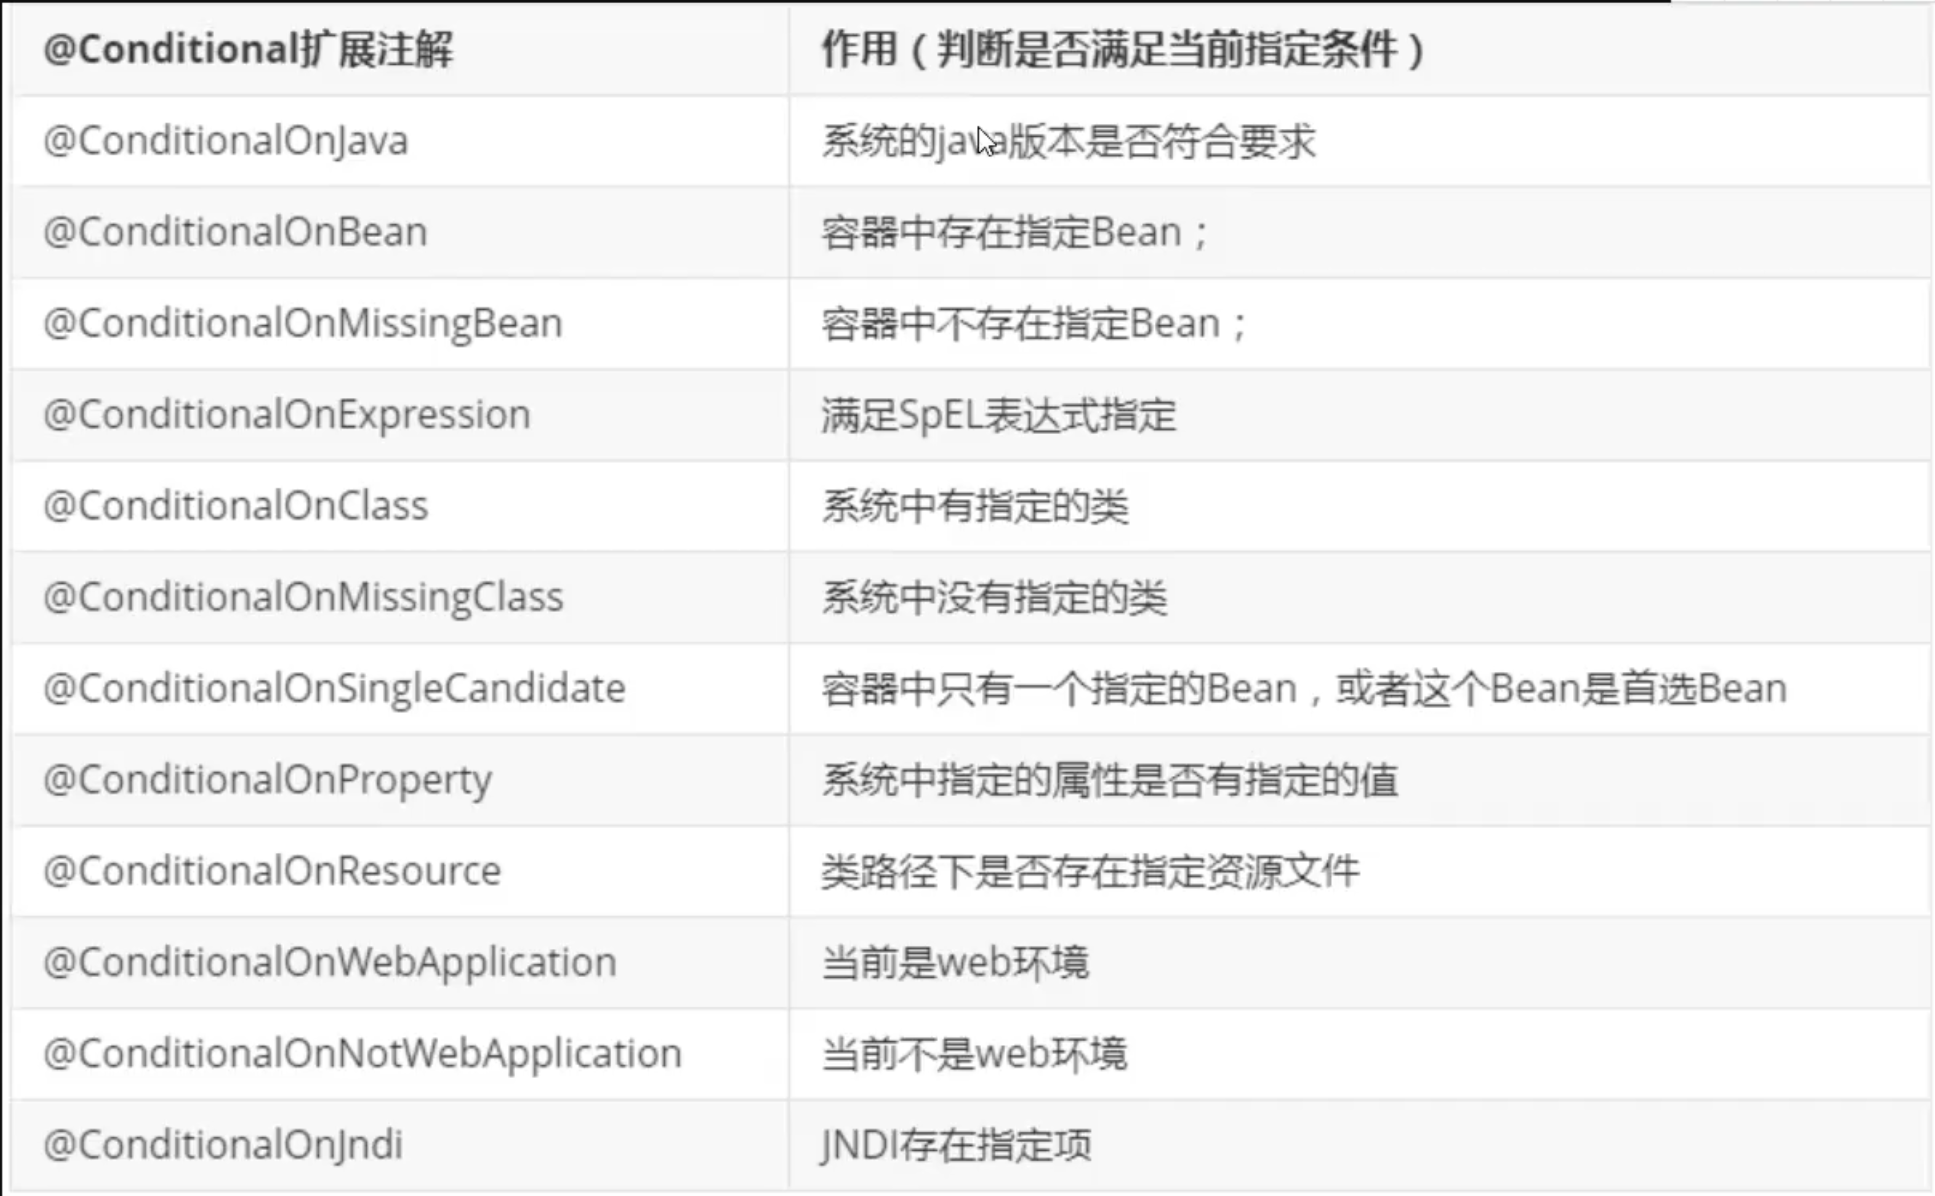 @Conditional扩展注解 作用（判断是否满足当前指定条件）
@ConditionalOnJava 系统的java版本是否符合要求
@ConditionalOnBean 容器中存在指定Bean；
@ConditionalOnMissingBean 容器中不存在指定Bean；
@ConditionalOnExpression 满足SpEL表达式指定
@ConditionalOnClass 系统中有指定的类
@ConditionalOnMissingClass 系统中没有指定的类
@ConditionalOnSingleCandidate 容器中只有一个指定的Bean，或者这个Bean是首选Bean
@ConditionalOnProperty 系统中指定的属性是否有指定的值
@ConditionalOnResource 类路径下是否存在指定资源文件
@ConditionalOnWebApplication 当前是web环境
@ConditionalOnNotWebApplication 当前不是web环境
@ConditionalOnJndi JNDI存在指定项